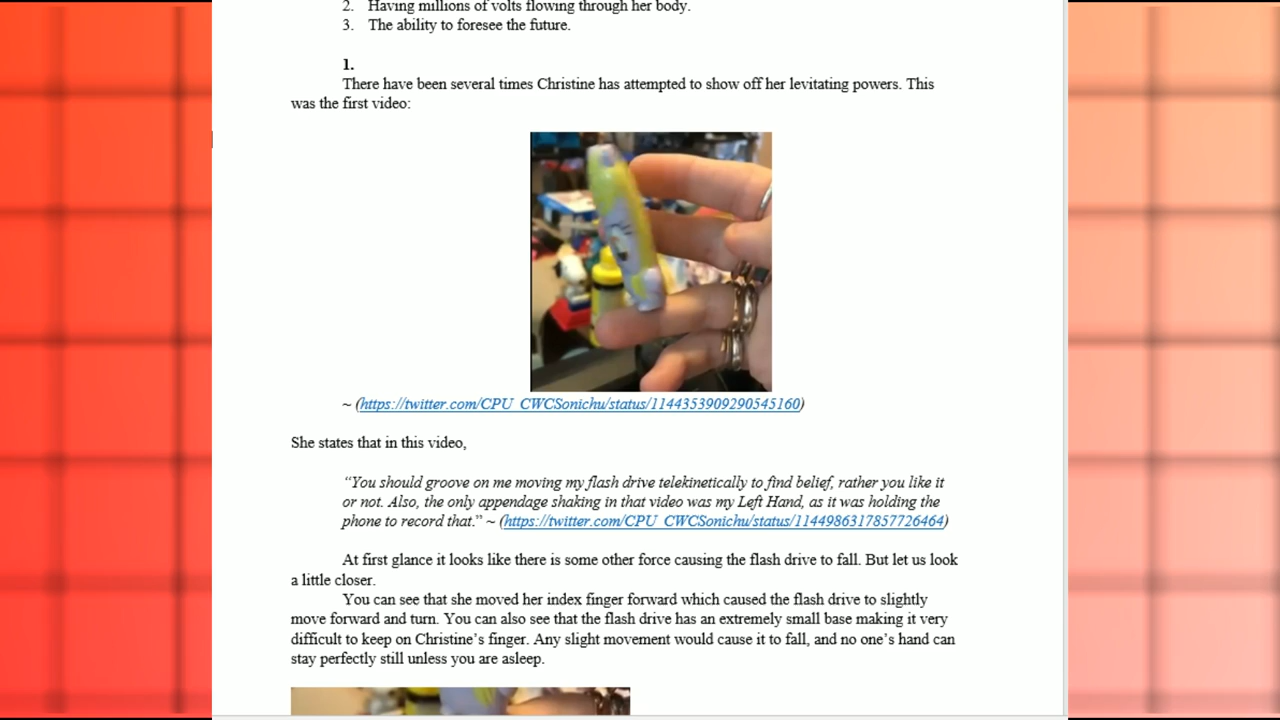 2. Having millions of volts flowing through her body.
3. The ability to foresee the future.
1.
There have been several times Christine has attempted to show off her levitating powers. This
was the first video:
~ (https://twitter.com/CPU_CWCSonichu/status/1144353909290545160)
She states that in this video,
“You should groove on me moving my flash drive telekinetically to find belief, rather you like it
or not. Also, the only appendage shaking in that video was my Left Hand, as it was holding the
phone to record that.” ~ (https://twitter.com/CPU_CWCSonichu/status/1144986317857726464)
At first glance it looks like there is some other force causing the flash drive to fall. But let us look
a little closer.
You can see that she moved her index finger forward which caused the flash drive to slightly
move forward and turn. You can also see that the flash drive has an extremely small base making it very
difficult to keep on Christine’s finger. Any slight movement would cause it to fall, and no one’s hand can
stay perfectly still unless you are asleep.